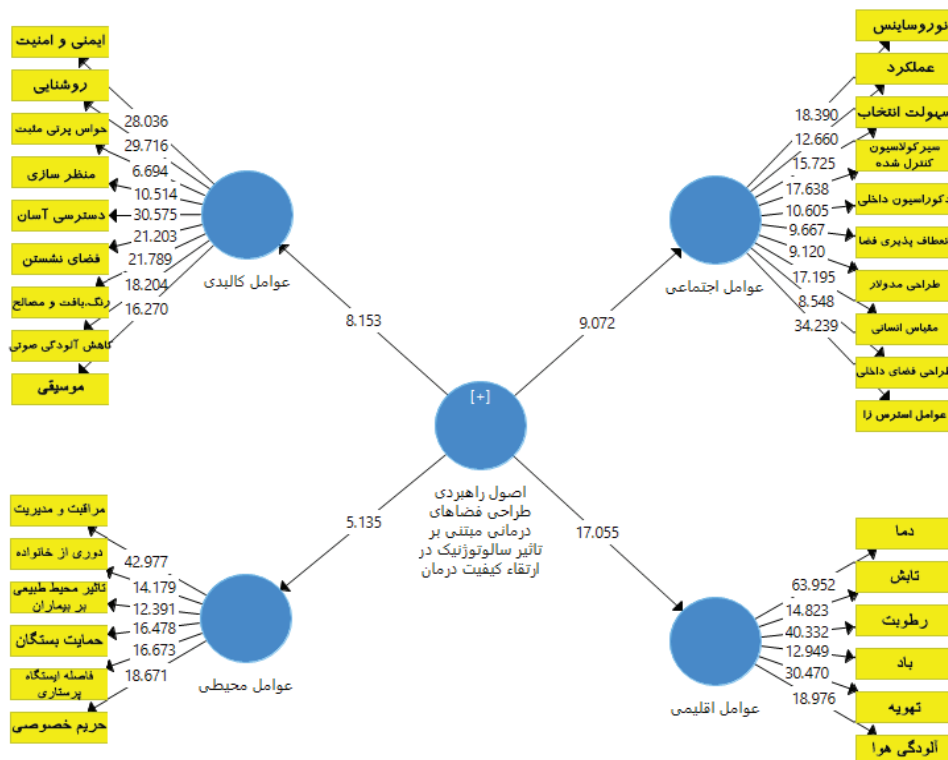 ایمنی و امنیت
روشنایی
حواس پرتی مثبت
منظر سازی
دسترسی آسان
فضای نشستن
رنگ،بافت و مصالح
کاهش آلودگی صوتی
موسیقی
28.036
29.716
6.694
10.514
30.575
21.203
21.789
18.204
16.270
عوامل کالبدی
8.153
نوروساینس
عملکرد
سهولت انتخاب
سیرکولاسیون
کنترل شده
دکوراسیون داخلی
نعطاف پذیری فضا
طراحی مدولار
مقیاس انسانی
طراحی فضای داخلی
عوامل استرس زا
18.390
12.660
15.725
17.638
10.605
9.667
9.120
17.195
8.548
34.239
عوامل اجتماعی
9.072
[+]
اصول راهبردی
طراحی فضاهای
درمانی مبتنی بر
تاثیر سالوتوژنیک در
ارتقاء کیفیت درمان
5.135
17.055
مراقبت و مدیریت
دوری از خانواده
تاثیر محیط طبیعی
بر بیماران
حمایت بستگان
فاصله ایستگاه
پرستاری
حریم خصوصی
42.977
14.179
12.391
16.478
16.673
18.671
عوامل محیطی
دما
تابش
رطوبت
باد
تهویه
آلودگی هوا
63.952
14.823
40.332
12.949
30.470
18.976
عوامل اقلیمی